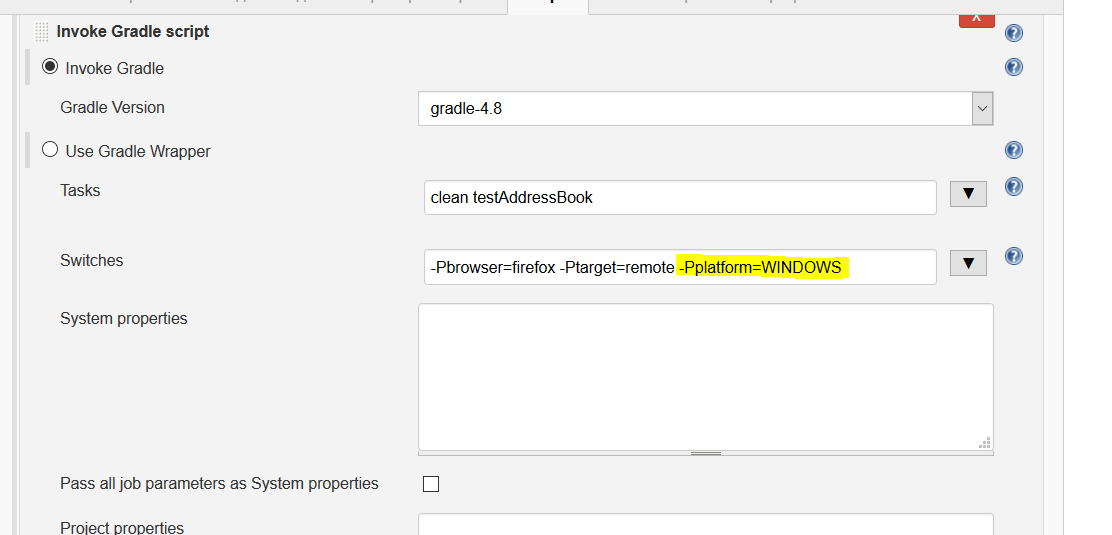 X
Invoke Gradle script
Invoke Gradle
Gradle Version
gradle-4.8
Use Gradle Wrapper
Tasks
clean testAddressBook
Switches
-Pbrowser=firefox -Ptarget=remote -Pplatform=WINDOWS
System properties
Pass all job parameters as System properties
Project properties